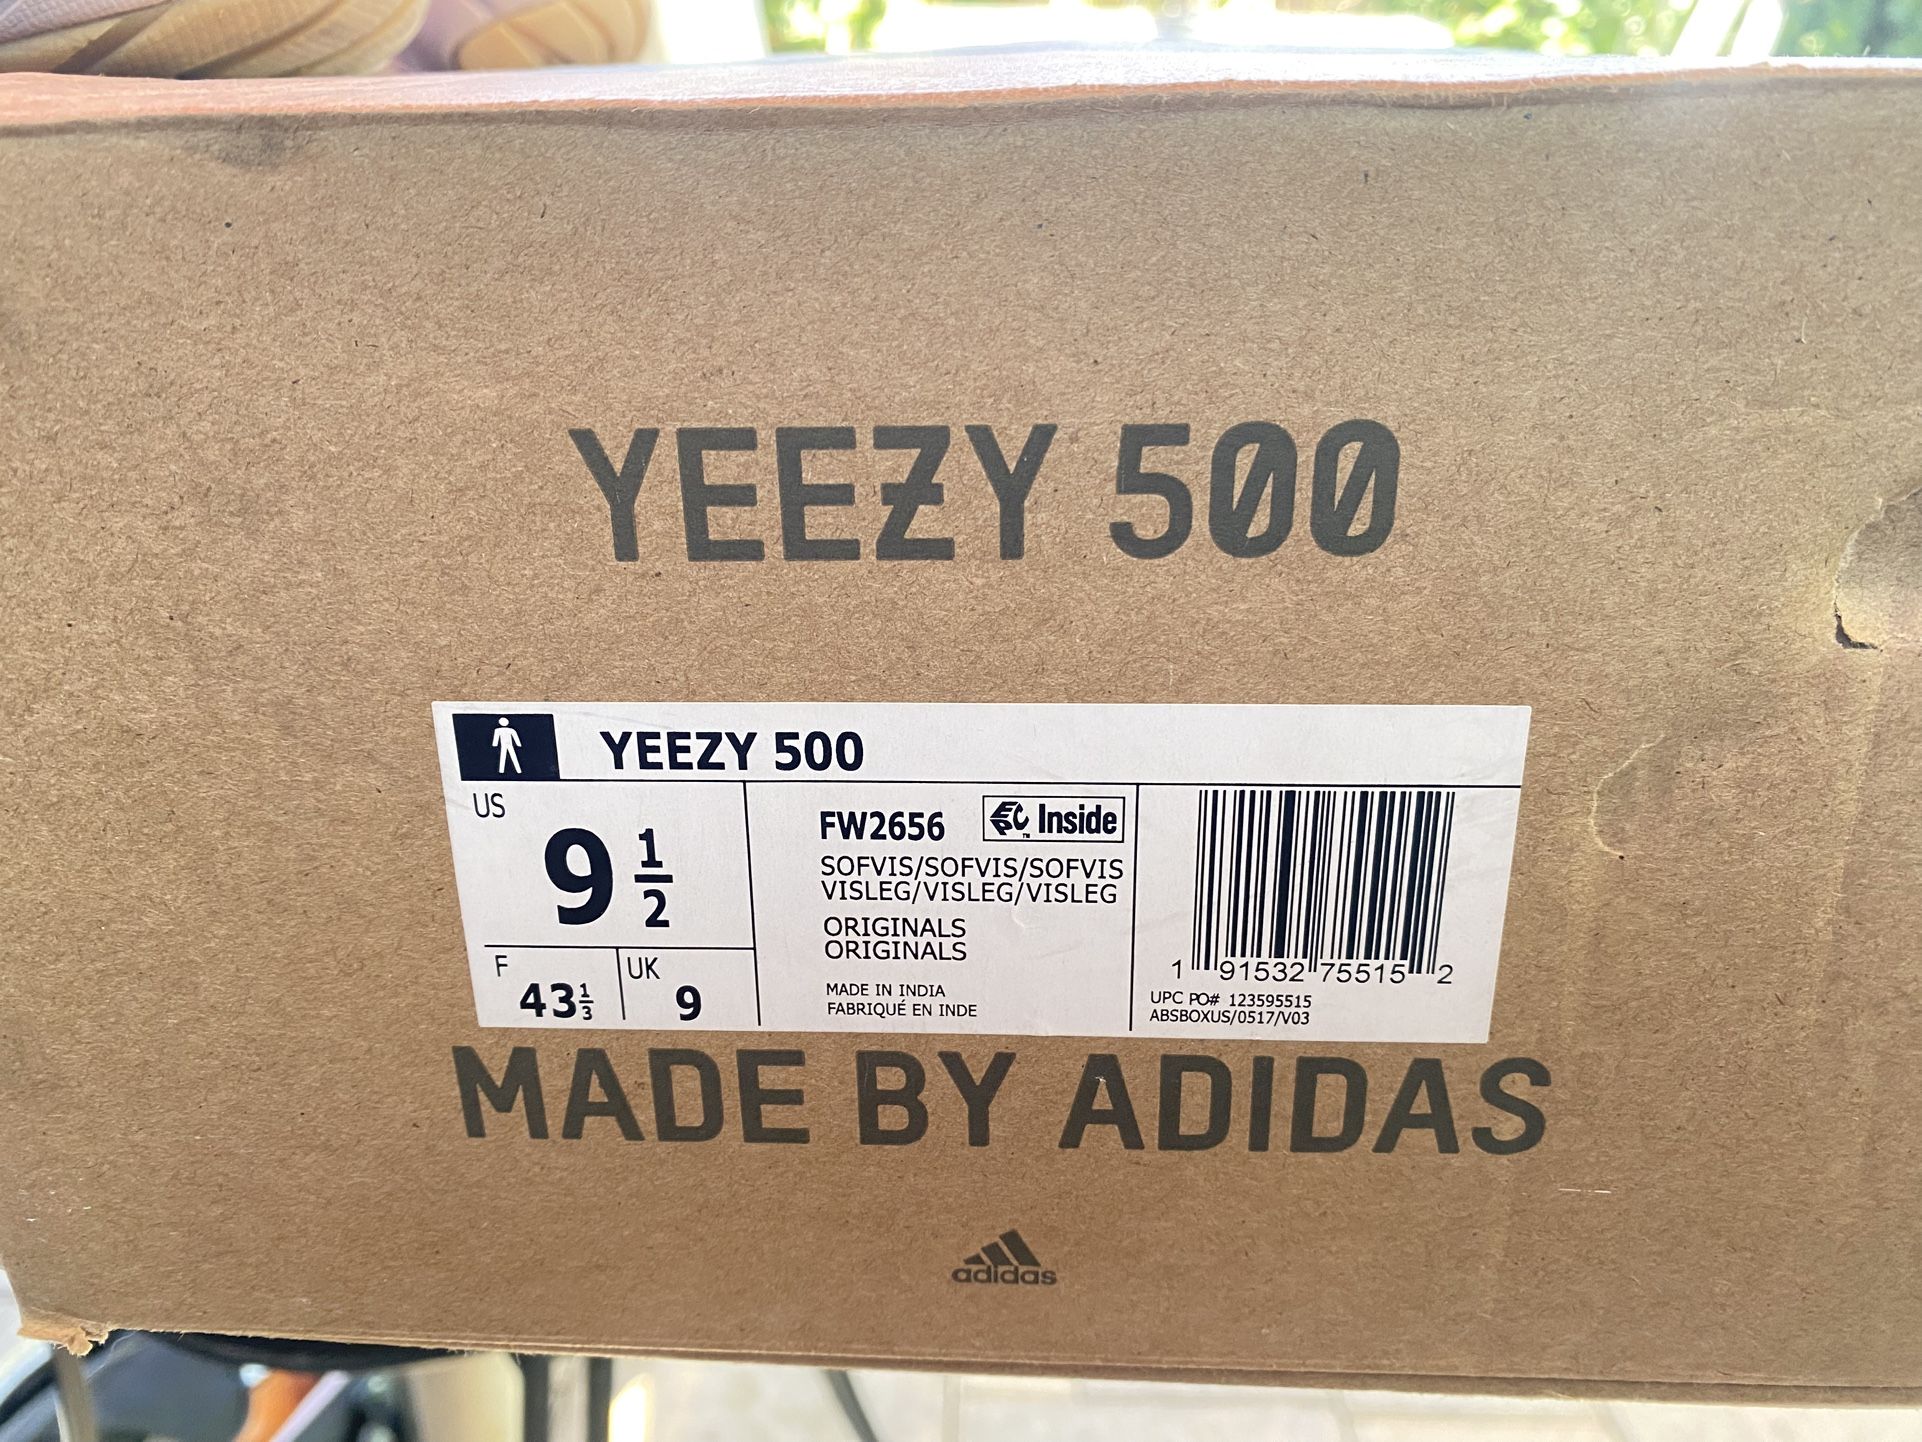 YEEZY 500
YEEZY 500
US
9 1/2
F
43 1/3
UK
9
FW2656
EPC™ Inside
SOFVIS/SOFVIS/SOFVIS
VISLEG/VISLEG/VISLEG
ORIGINALS
ORIGINALS
MADE IN INDIA
FABRIQUÉ EN INDE
1 91532 75515 2
UPC PO# 123595515
ABSBOXUS/0517/V03
MADE BY ADIDAS
adidas